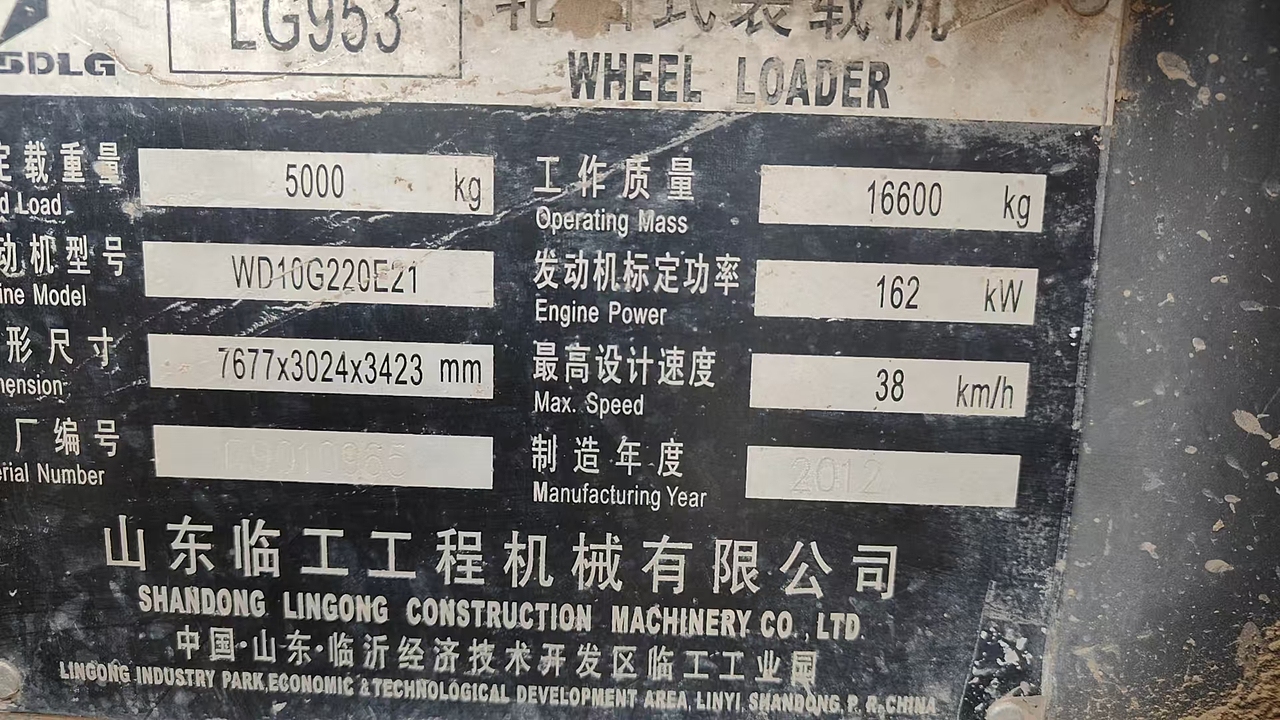 SDLG
LG953
式装载机
WHEEL LOADER
载重量
5000 kg
Load
工作质量
16600 kg
Operating Mass
动机型号
WD10G220E21
Model
发动机标定功率
162 kW
Engine Power
形尺寸
7677x3024x3423 mm
最高设计速度
38 km/h
Max. Speed
厂编号
Number
制造年度
2012
Manufacturing Year
山东临工工程机械有限公司
SHANDONG LINGONG CONSTRUCTION MACHINERY CO., LTD.
中国·山东·临沂经济技术开发区临工工业园
LINGONG INDUSTRY PARK,ECONOMIC & TECHNOLOGICAL DEVELOPMENT AREA, LINYI, SHANDONG, P. R. CHINA